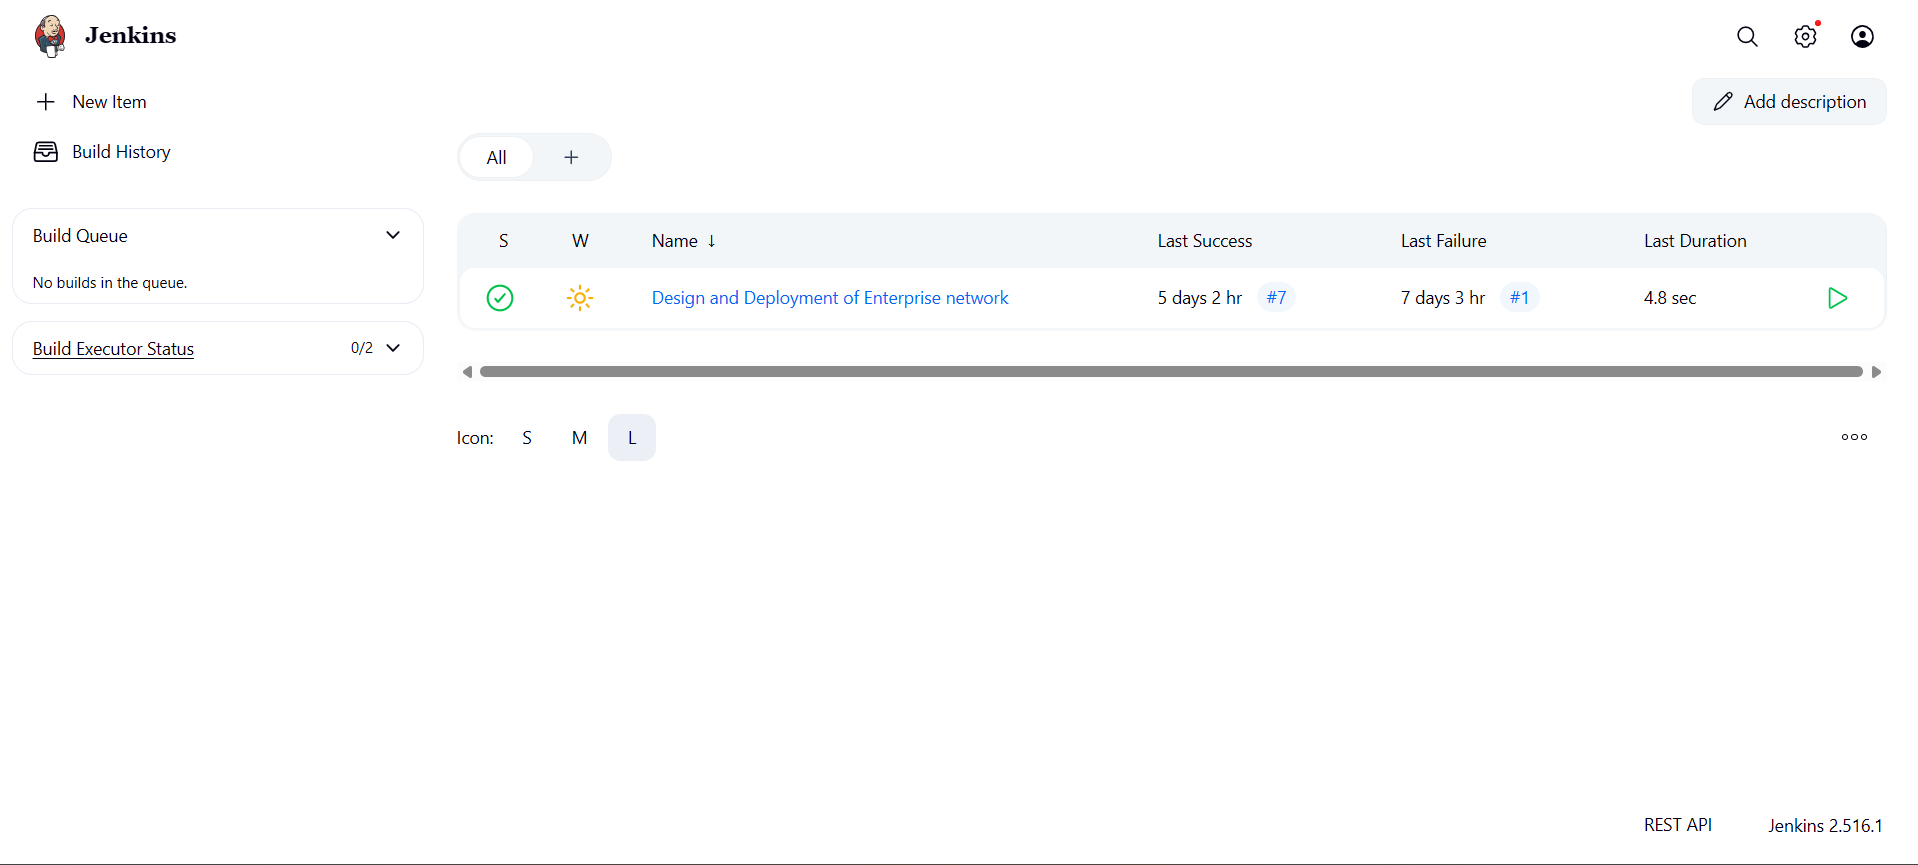 Jenkins
New Item
Build History
Add description
All
Build Queue
No builds in the queue.
Build Executor Status 0/2
S W Name ↓ Last Success Last Failure Last Duration
Design and Deployment of Enterprise network 5 days 2 hr #7 7 days 3 hr #1 4.8 sec
Icon: S M L
REST API Jenkins 2.516.1